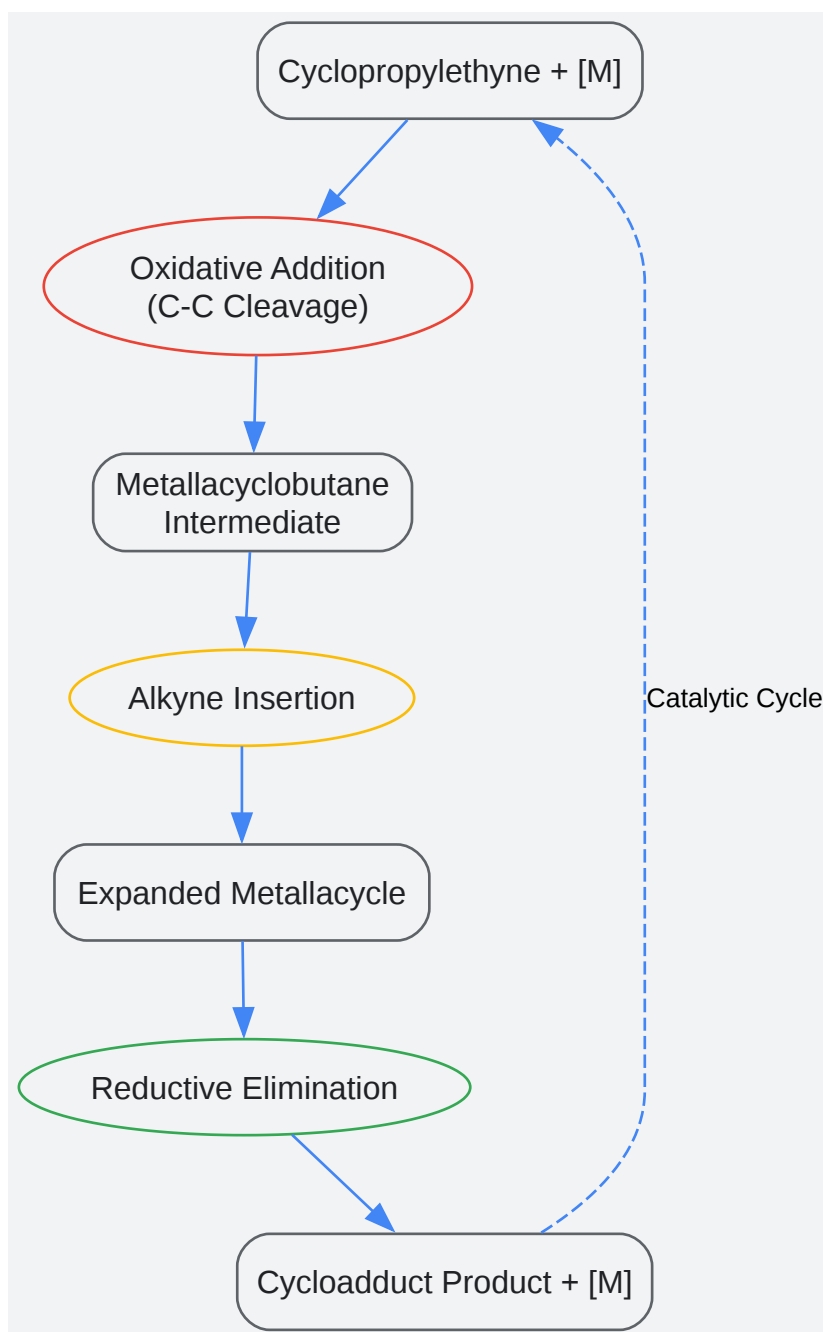 Cyclopropylethyne + [M]
Oxidative Addition
(C-C Cleavage)
Metallacyclobutane
Intermediate
Alkyne Insertion
Catalytic Cycle
Expanded Metallacycle
Reductive Elimination
Cycloadduct Product + [M]